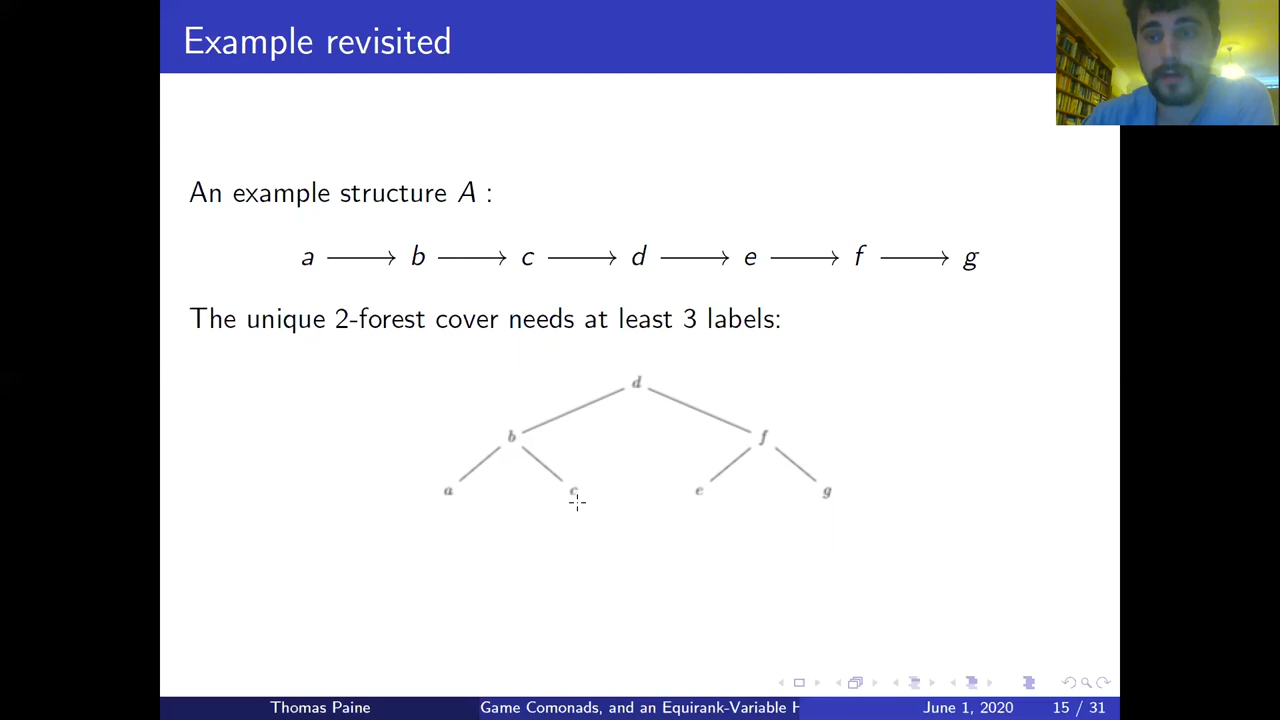 Example revisited
An example structure A :
a → b → c → d → e → f → g
The unique 2-forest cover needs at least 3 labels:
d
b f
a c e g
Thomas Paine Game Comonads, and an Equirank-Variable H June 1, 2020 15 / 31